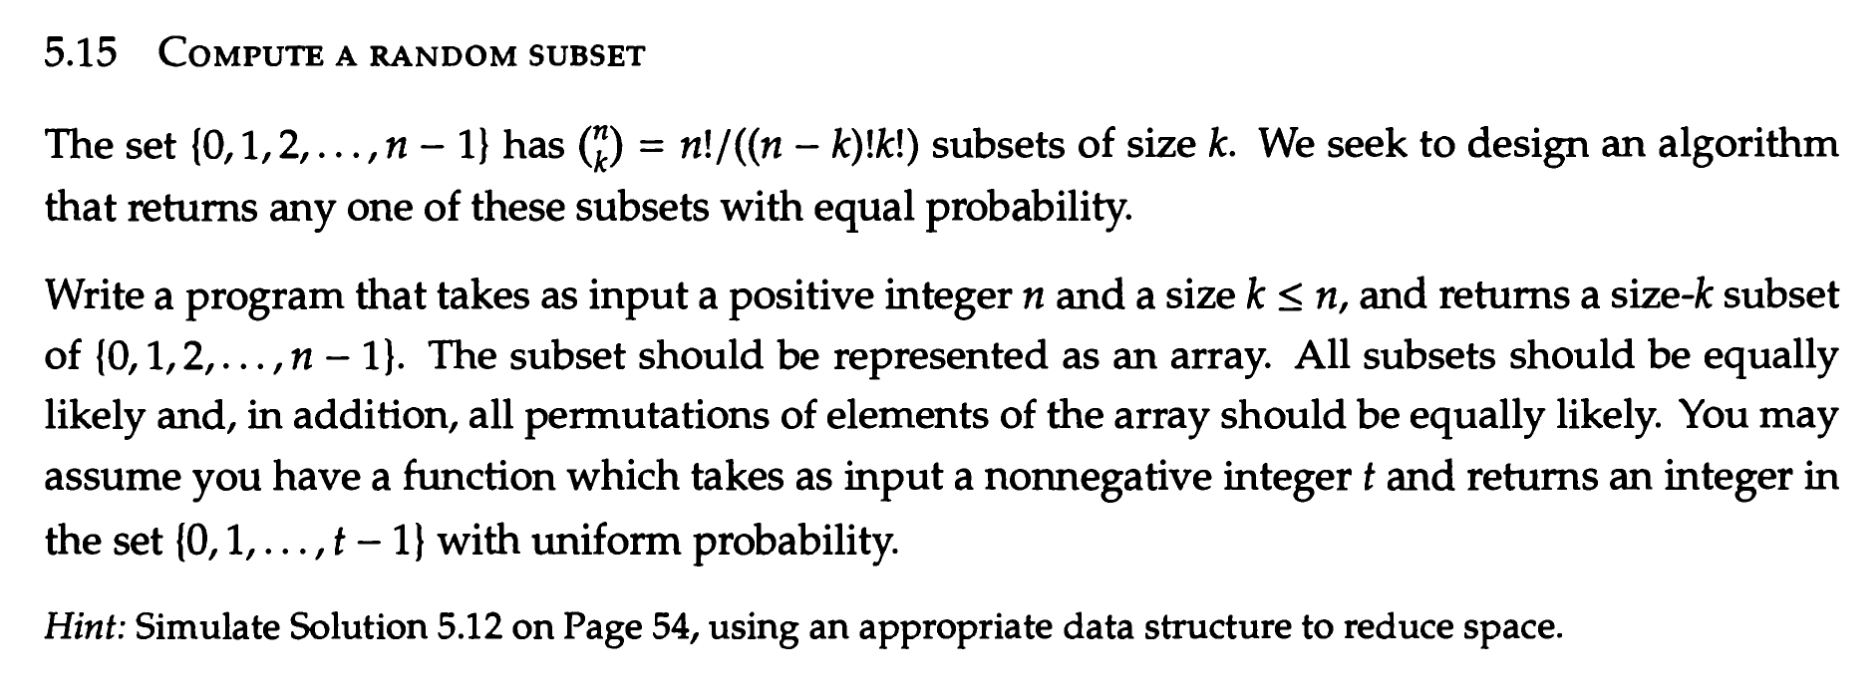 5.15 COMPUTE A RANDOM SUBSET
The set {0, 1, 2, . . . , n − 1} has (n k) = n!/((n − k)!k!) subsets of size k. We seek to design an algorithm
that returns any one of these subsets with equal probability.
Write a program that takes as input a positive integer n and a size k ≤ n, and returns a size-k subset
of {0, 1, 2, . . . , n − 1}. The subset should be represented as an array. All subsets should be equally
likely and, in addition, all permutations of elements of the array should be equally likely. You may
assume you have a function which takes as input a nonnegative integer t and returns an integer in
the set {0, 1, . . . , t − 1} with uniform probability.
Hint: Simulate Solution 5.12 on Page 54, using an appropriate data structure to reduce space.